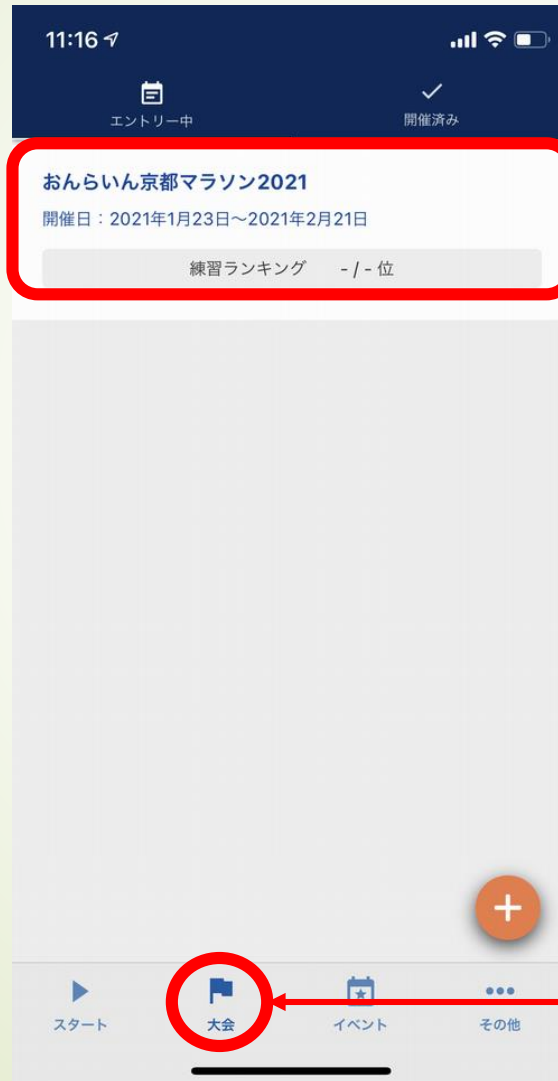 11:16
エントリー中
開催済み
おんらいん京都マラソン2021
開催日：2021年1月23日～2021年2月21日
練習ランキング - / - 位
スタート
大会
イベント
その他